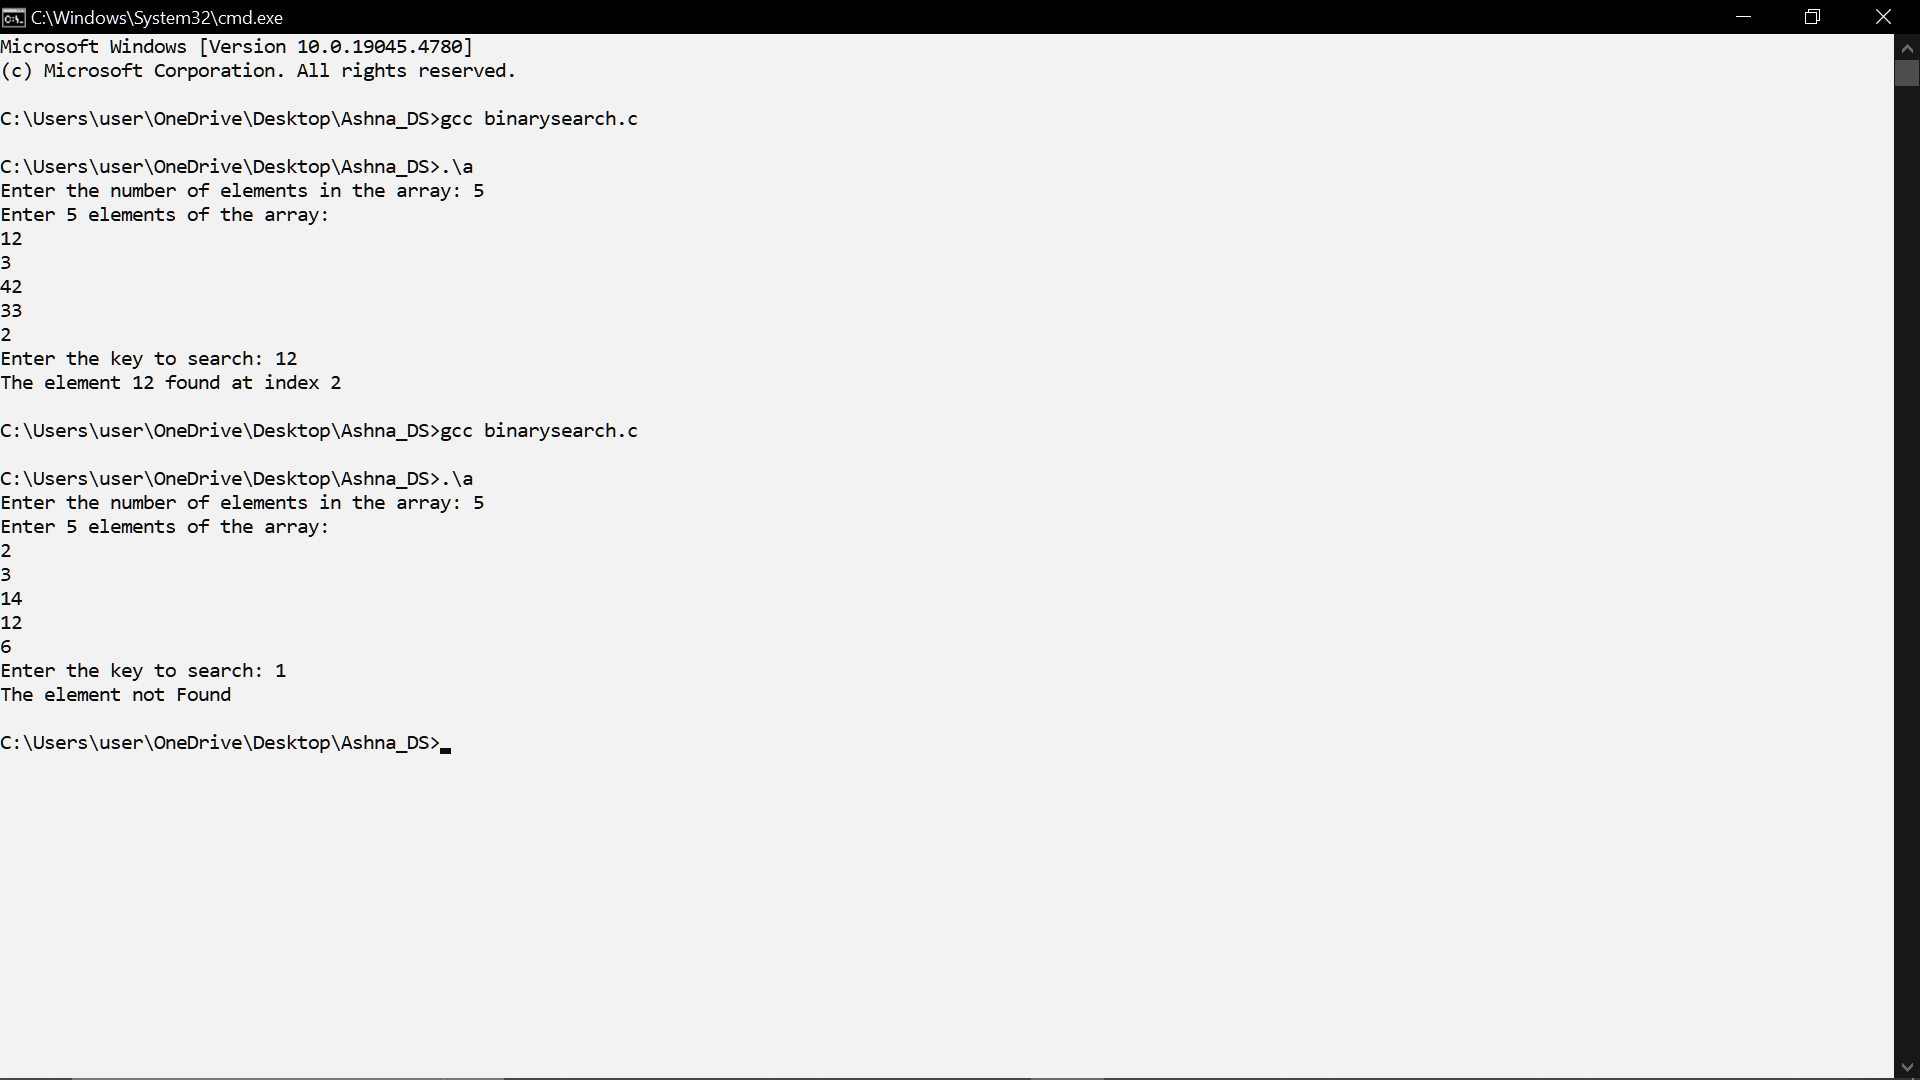 C:\Windows\System32\cmd.exe
Microsoft Windows [Version 10.0.19045.4780]
(c) Microsoft Corporation. All rights reserved.
C:\Users\user\OneDrive\Desktop\Ashna_DS>gcc binarysearch.c
C:\Users\user\OneDrive\Desktop\Ashna_DS>.\a
Enter the number of elements in the array: 5
Enter 5 elements of the array:
12
3
42
33
2
Enter the key to search: 12
The element 12 found at index 2
C:\Users\user\OneDrive\Desktop\Ashna_DS>gcc binarysearch.c
C:\Users\user\OneDrive\Desktop\Ashna_DS>.\a
Enter the number of elements in the array: 5
Enter 5 elements of the array:
2
3
14
12
6
Enter the key to search: 1
The element not Found
C:\Users\user\OneDrive\Desktop\Ashna_DS>